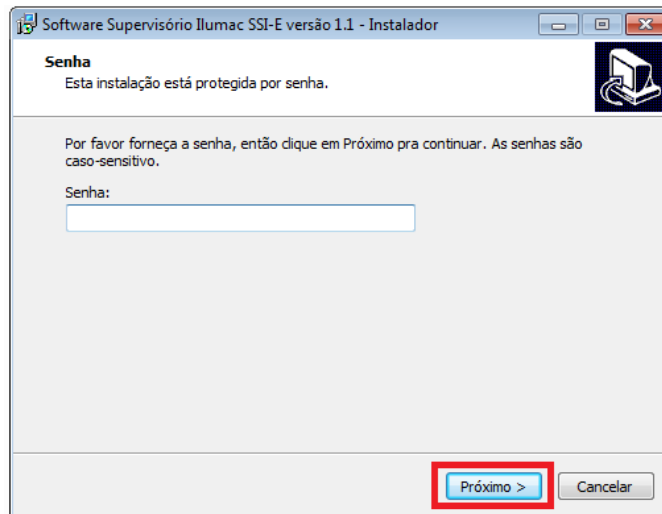 Software Supervisório Ilumac SSI-E versão 1.1 - Instalador
Senha
Esta instalação está protegida por senha.
Por favor forneça a senha, então clique em Próximo pra continuar. As senhas são
caso-sensitivo.
Senha:
Próximo >
Cancelar